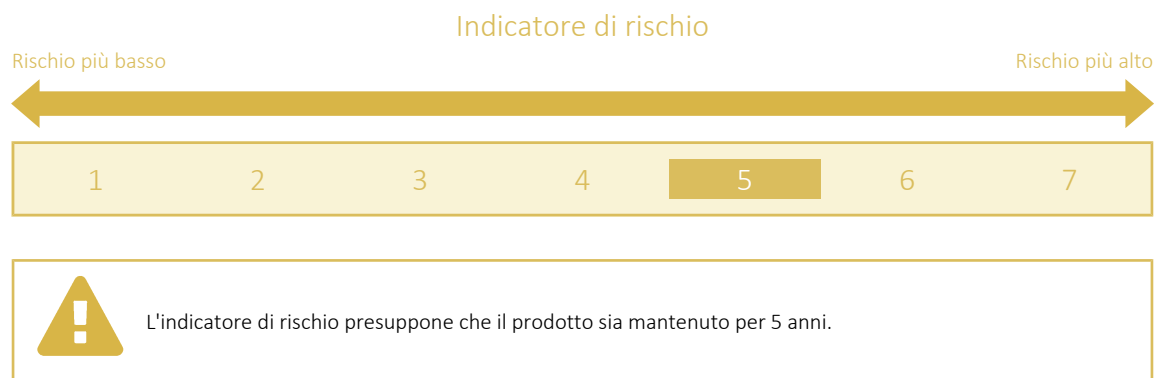 Indicatore di rischio
Rischio più basso Rischio più alto
1 2 3 4 5 6 7
L'indicatore di rischio presuppone che il prodotto sia mantenuto per 5 anni.